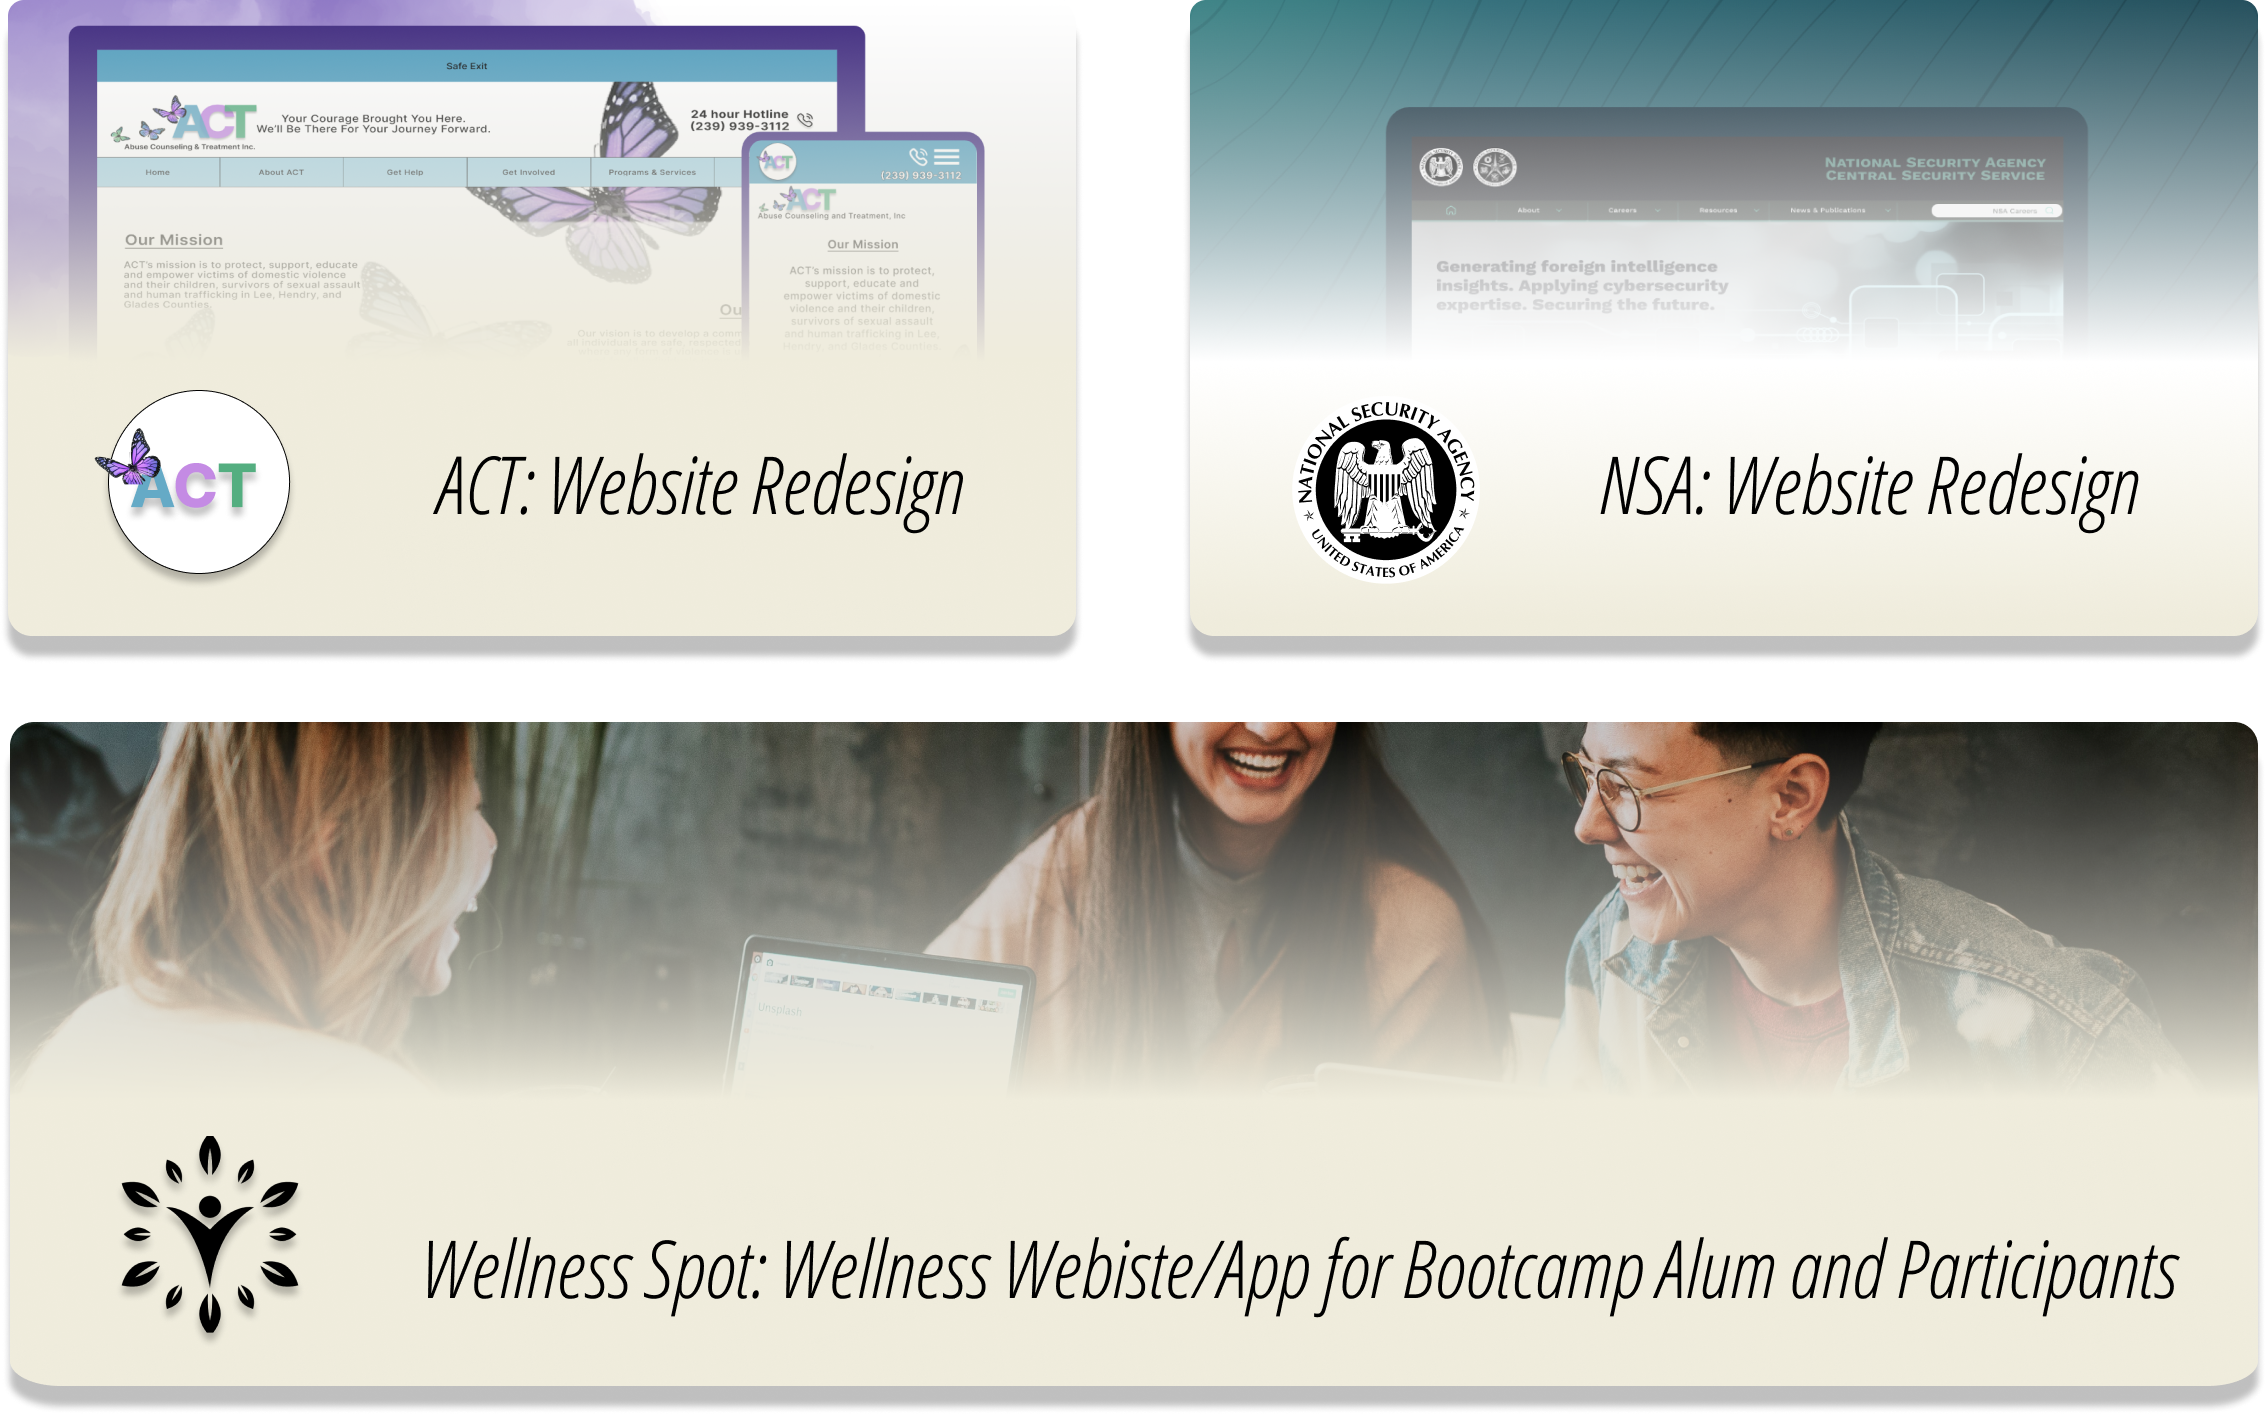 Safe Exit
ACT
Abuse Counseling & Treatment Inc.
Your Courage Brought You Here.
We'll Be There For Your Journey Forward.
24 hour Hotline
(239) 939-3112
Home
About ACT
Get Help
Get Involved
Programs & Services
Our Mission
ACT's mission is to protect, support, educate
and empower victims of domestic violence
and their children, survivors of sexual assault
and human trafficking in Lee, Hendry, and
Glades Counties.
Ou
Our vision is to develop a comm
all individuals are safe, respected
ACT
(239) 939-3112
ACT
Abuse Counseling and Treatment, Inc
Our Mission
ACT's mission is to protect,
support, educate and
empower victims of domestic
violence and their children,
survivors of sexual assault
and human trafficking in Lee,
Hendry, and Glades Counties.
ACT
ACT: Website Redesign
NATIONAL SECURITY AGENCY
CENTRAL SECURITY SERVICE
About
Careers
Resources
News & Publications
NSA Careers
Generating foreign intelligence
insights. Applying cybersecurity
expertise. Securing the future.
NATIONAL SECURITY AGENCY
UNITED STATES OF AMERICA
NSA: Website Redesign
Unsplash
Wellness Spot: Wellness Webiste/App for Bootcamp Alum and Participants